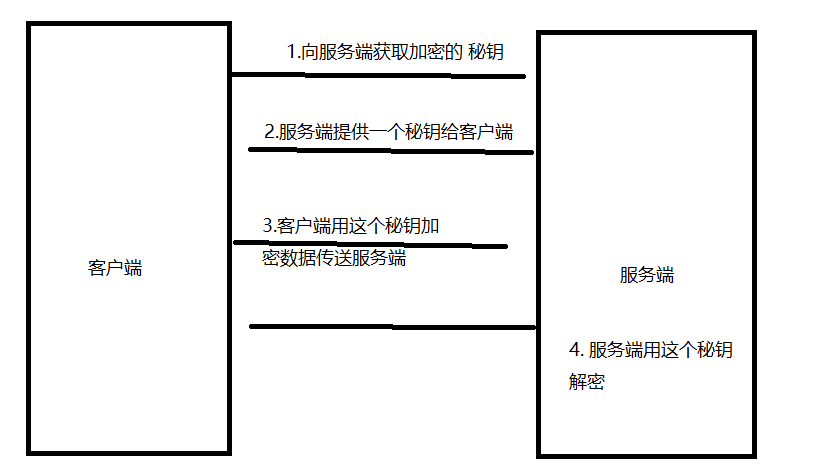 1.向服务端获取加密的 秘钥
2.服务端提供一个秘钥给客户端
3.客户端用这个秘钥加
密数据传送服务端
客户端
服务端
4. 服务端用这个秘钥
解密